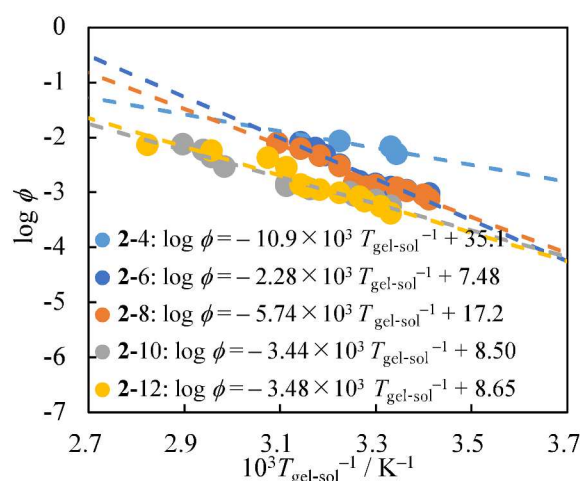 0
-1
-2
-3
-4
-5
-6
-7
log ϕ
2-4: log ϕ = − 10.9 × 10³ Tgel-sol⁻¹ + 35.1
2-6: log ϕ = − 2.28 × 10³ Tgel-sol⁻¹ + 7.48
2-8: log ϕ = − 5.74 × 10³ Tgel-sol⁻¹ + 17.2
2-10: log ϕ = − 3.44 × 10³ Tgel-sol⁻¹ + 8.50
2-12: log ϕ = − 3.48 × 10³ Tgel-sol⁻¹ + 8.65
2.7 2.9 3.1 3.3 3.5 3.7
10³Tgel-sol⁻¹ / K⁻¹